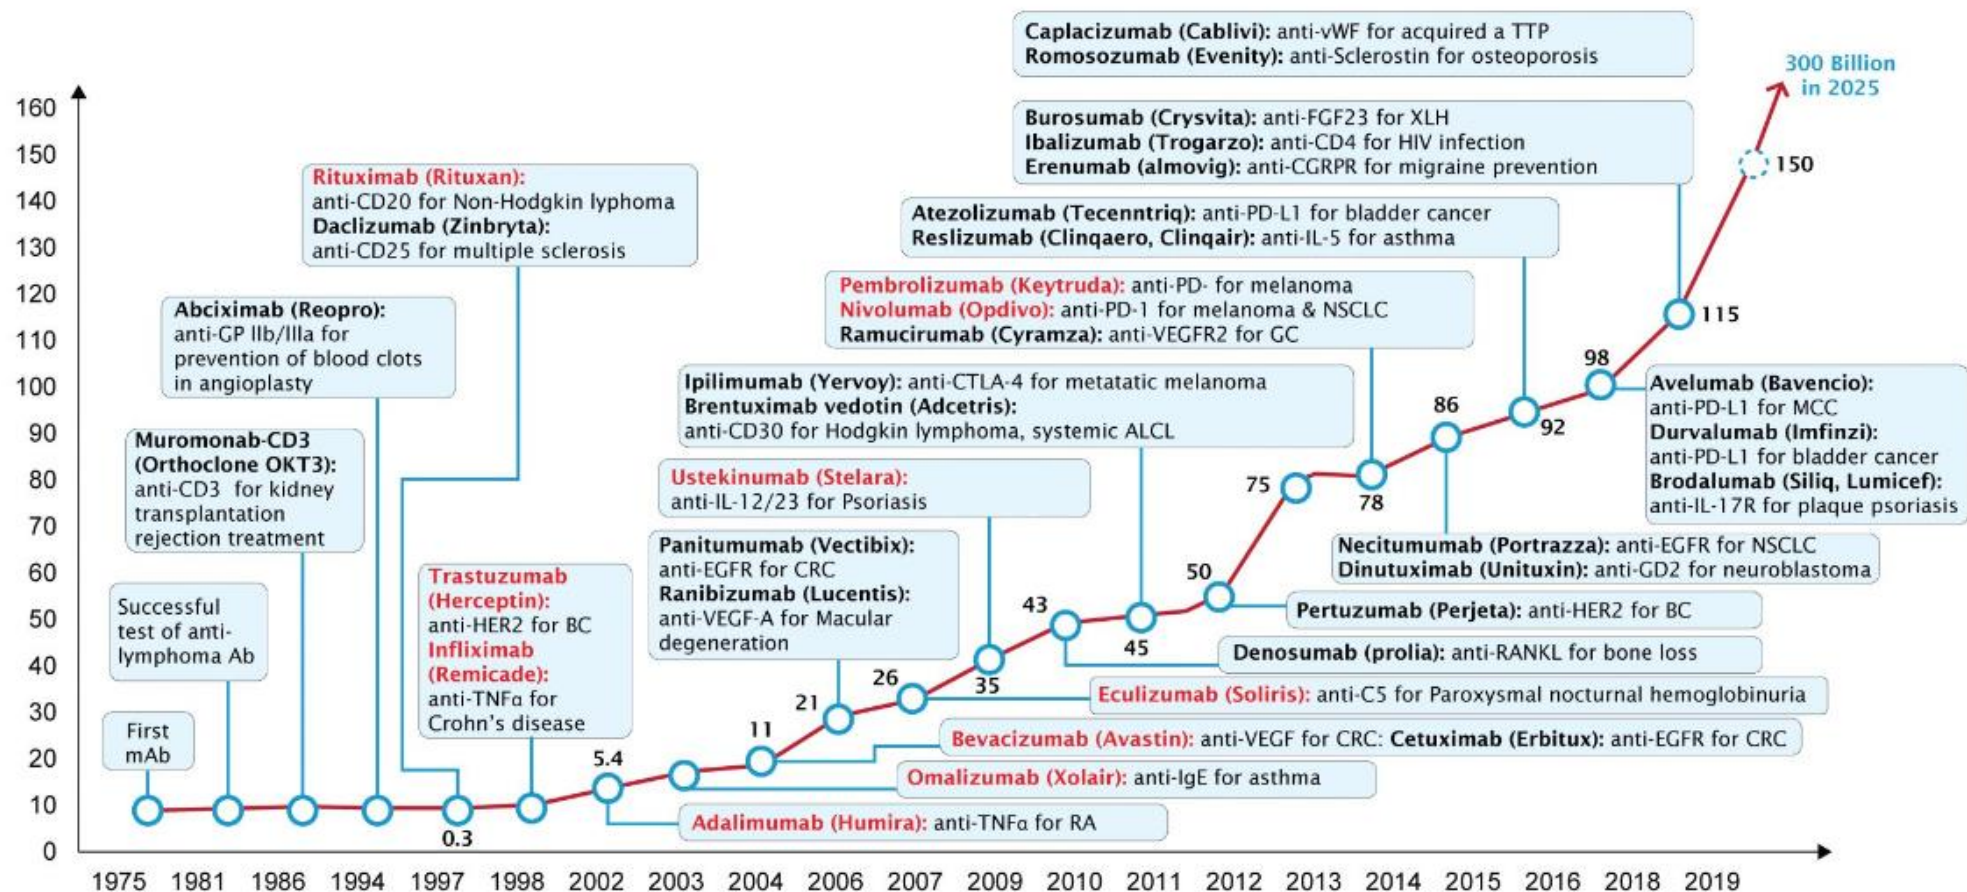 Caplacizumab (Cablivi): anti-vWF for acquired a TTP
Romosozumab (Evenity): anti-Sclerostin for osteoporosis
300 Billion
in 2025
Burosumab (Crysvita): anti-FGF23 for XLH
Ibalizumab (Trogarzo): anti-CD4 for HIV infection
Erenumab (almovig): anti-CGRPR for migraine prevention
150
Rituximab (Rituxan):
anti-CD20 for Non-Hodgkin lyphoma
Daclizumab (Zinbryta):
anti-CD25 for multiple sclerosis
Atezolizumab (Tecenntriq): anti-PD-L1 for bladder cancer
Reslizumab (Clinqaero, Clinqair): anti-IL-5 for asthma
Pembrolizumab (Keytruda): anti-PD- for melanoma
Nivolumab (Opdivo): anti-PD-1 for melanoma & NSCLC
Ramucirumab (Cyramza): anti-VEGFR2 for GC
115
Abciximab (Reopro):
anti-GP IIb/IIIa for
prevention of blood clots
in angioplasty
Ipilimumab (Yervoy): anti-CTLA-4 for metatatic melanoma
Brentuximab vedotin (Adcetris):
anti-CD30 for Hodgkin lymphoma, systemic ALCL
98
86
92
Avelumab (Bavencio):
anti-PD-L1 for MCC
Durvalumab (Imfinzi):
anti-PD-L1 for bladder cancer
Brodalumab (Siliq, Lumicef):
anti-IL-17R for plaque psoriasis
Muromonab-CD3
(Orthoclone OKT3):
anti-CD3 for kidney
transplantation
rejection treatment
Ustekinumab (Stelara):
anti-IL-12/23 for Psoriasis
75
78
Panitumumab (Vectibix):
anti-EGFR for CRC
Ranibizumab (Lucentis):
anti-VEGF-A for Macular
degeneration
Necitumumab (Portrazza): anti-EGFR for NSCLC
Dinutuximab (Unituxin): anti-GD2 for neuroblastoma
Trastuzumab
(Herceptin):
anti-HER2 for BC
Infliximab
(Remicade):
anti-TNFα for
Crohn's disease
Successful
test of anti-
lymphoma Ab
50
Pertuzumab (Perjeta): anti-HER2 for BC
43
45
Denosumab (prolia): anti-RANKL for bone loss
35
26
Eculizumab (Soliris): anti-C5 for Paroxysmal nocturnal hemoglobinuria
21
First
mAb
11
Bevacizumab (Avastin): anti-VEGF for CRC: Cetuximab (Erbitux): anti-EGFR for CRC
5.4
Omalizumab (Xolair): anti-IgE for asthma
Adalimumab (Humira): anti-TNFα for RA
0.3
160
150
140
130
120
110
100
90
80
70
60
50
40
30
20
10
0
1975 1981 1986 1994 1997 1998 2002 2003 2004 2006 2007 2009 2010 2011 2012 2013 2014 2015 2016 2018 2019